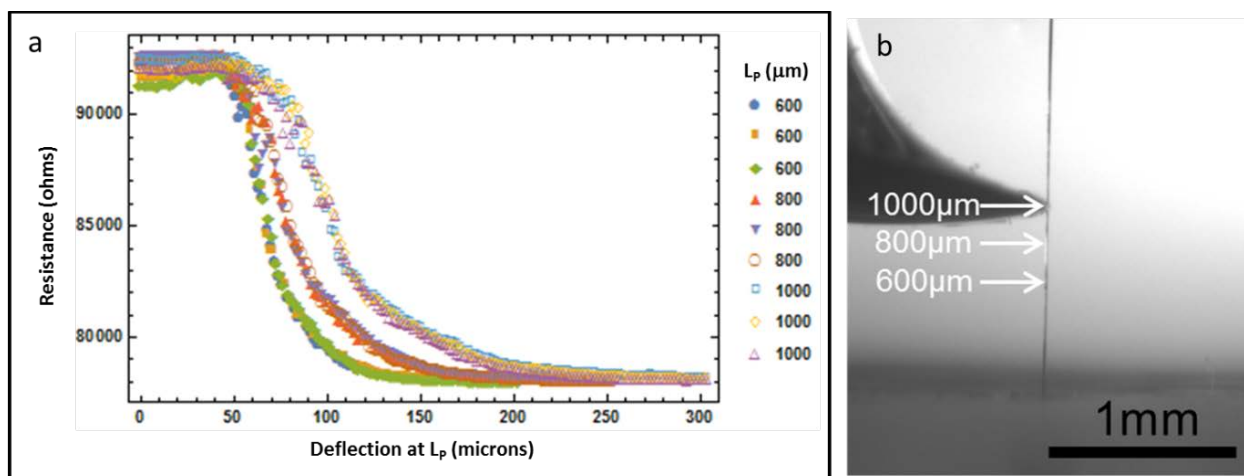 a
90000
85000
80000
Resistance (ohms)
0
50
100
150
200
250
300
Deflection at Lₚ (microns)
Lₚ (µm)
600
600
600
800
800
800
1000
1000
1000
b
1000µm
800µm
600µm
1mm